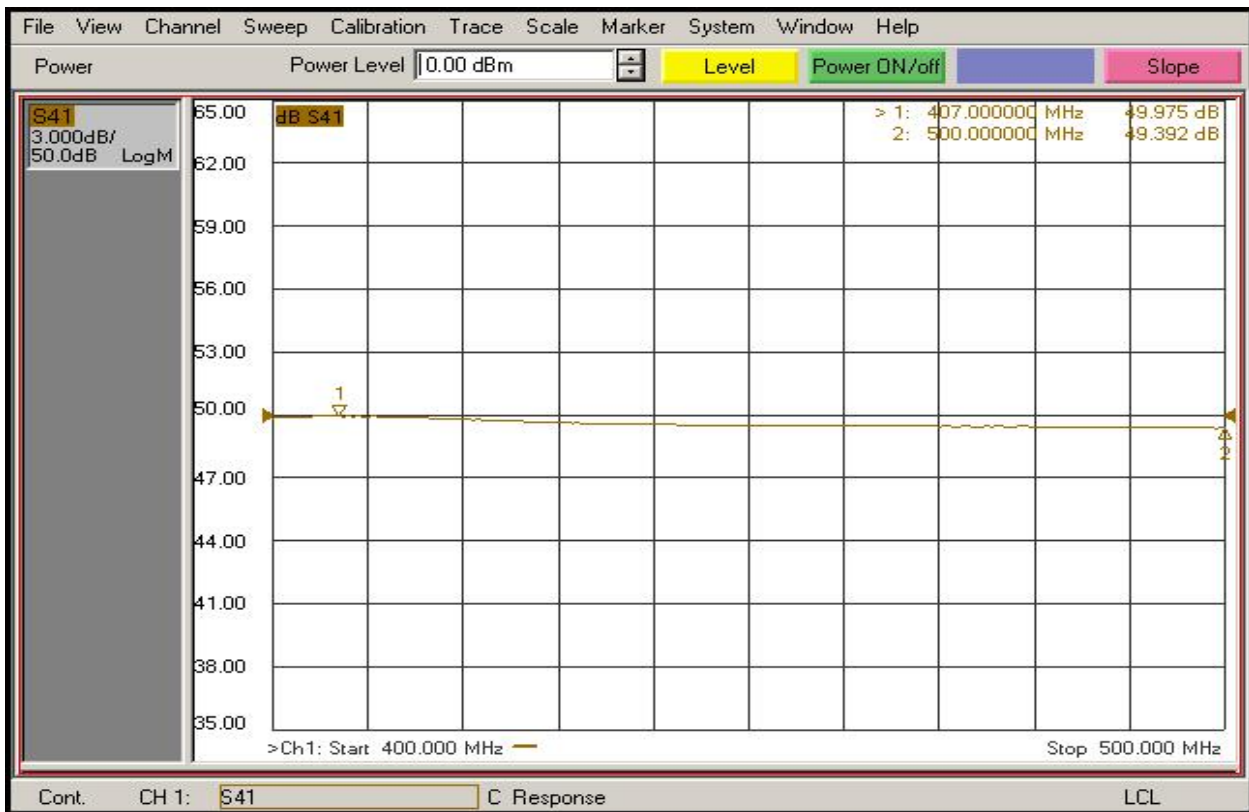 File View Channel Sweep Calibration Trace Scale Marker System Window Help
Power Power Level 0.00 dBm Level Power ON/off Slope
S41
3.000dB/
50.0dB LogM
dB S41
> 1: 407.000000 MHz 49.975 dB
2: 500.000000 MHz 49.392 dB
65.00
62.00
59.00
56.00
53.00
50.00
47.00
44.00
41.00
38.00
35.00
1
2
>Ch1: Start 400.000 MHz Stop 500.000 MHz
Cont. CH 1: S41 C Response LCL